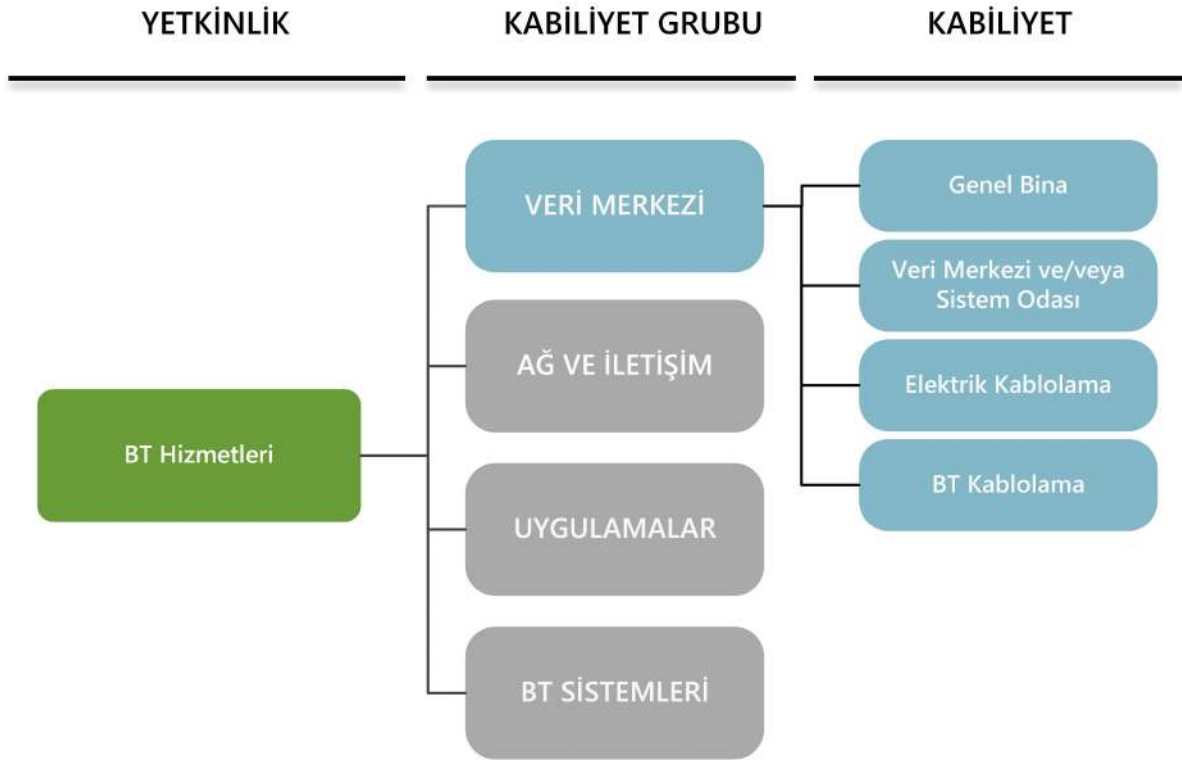 YETKİNLİK
KABİLİYET GRUBU
KABİLİYET
BT Hizmetleri
VERİ MERKEZİ
AĞ VE İLETİŞİM
UYGULAMALAR
BT SİSTEMLERİ
Genel Bina
Veri Merkezi ve/veya
Sistem Odası
Elektrik Kablolama
BT Kablolama